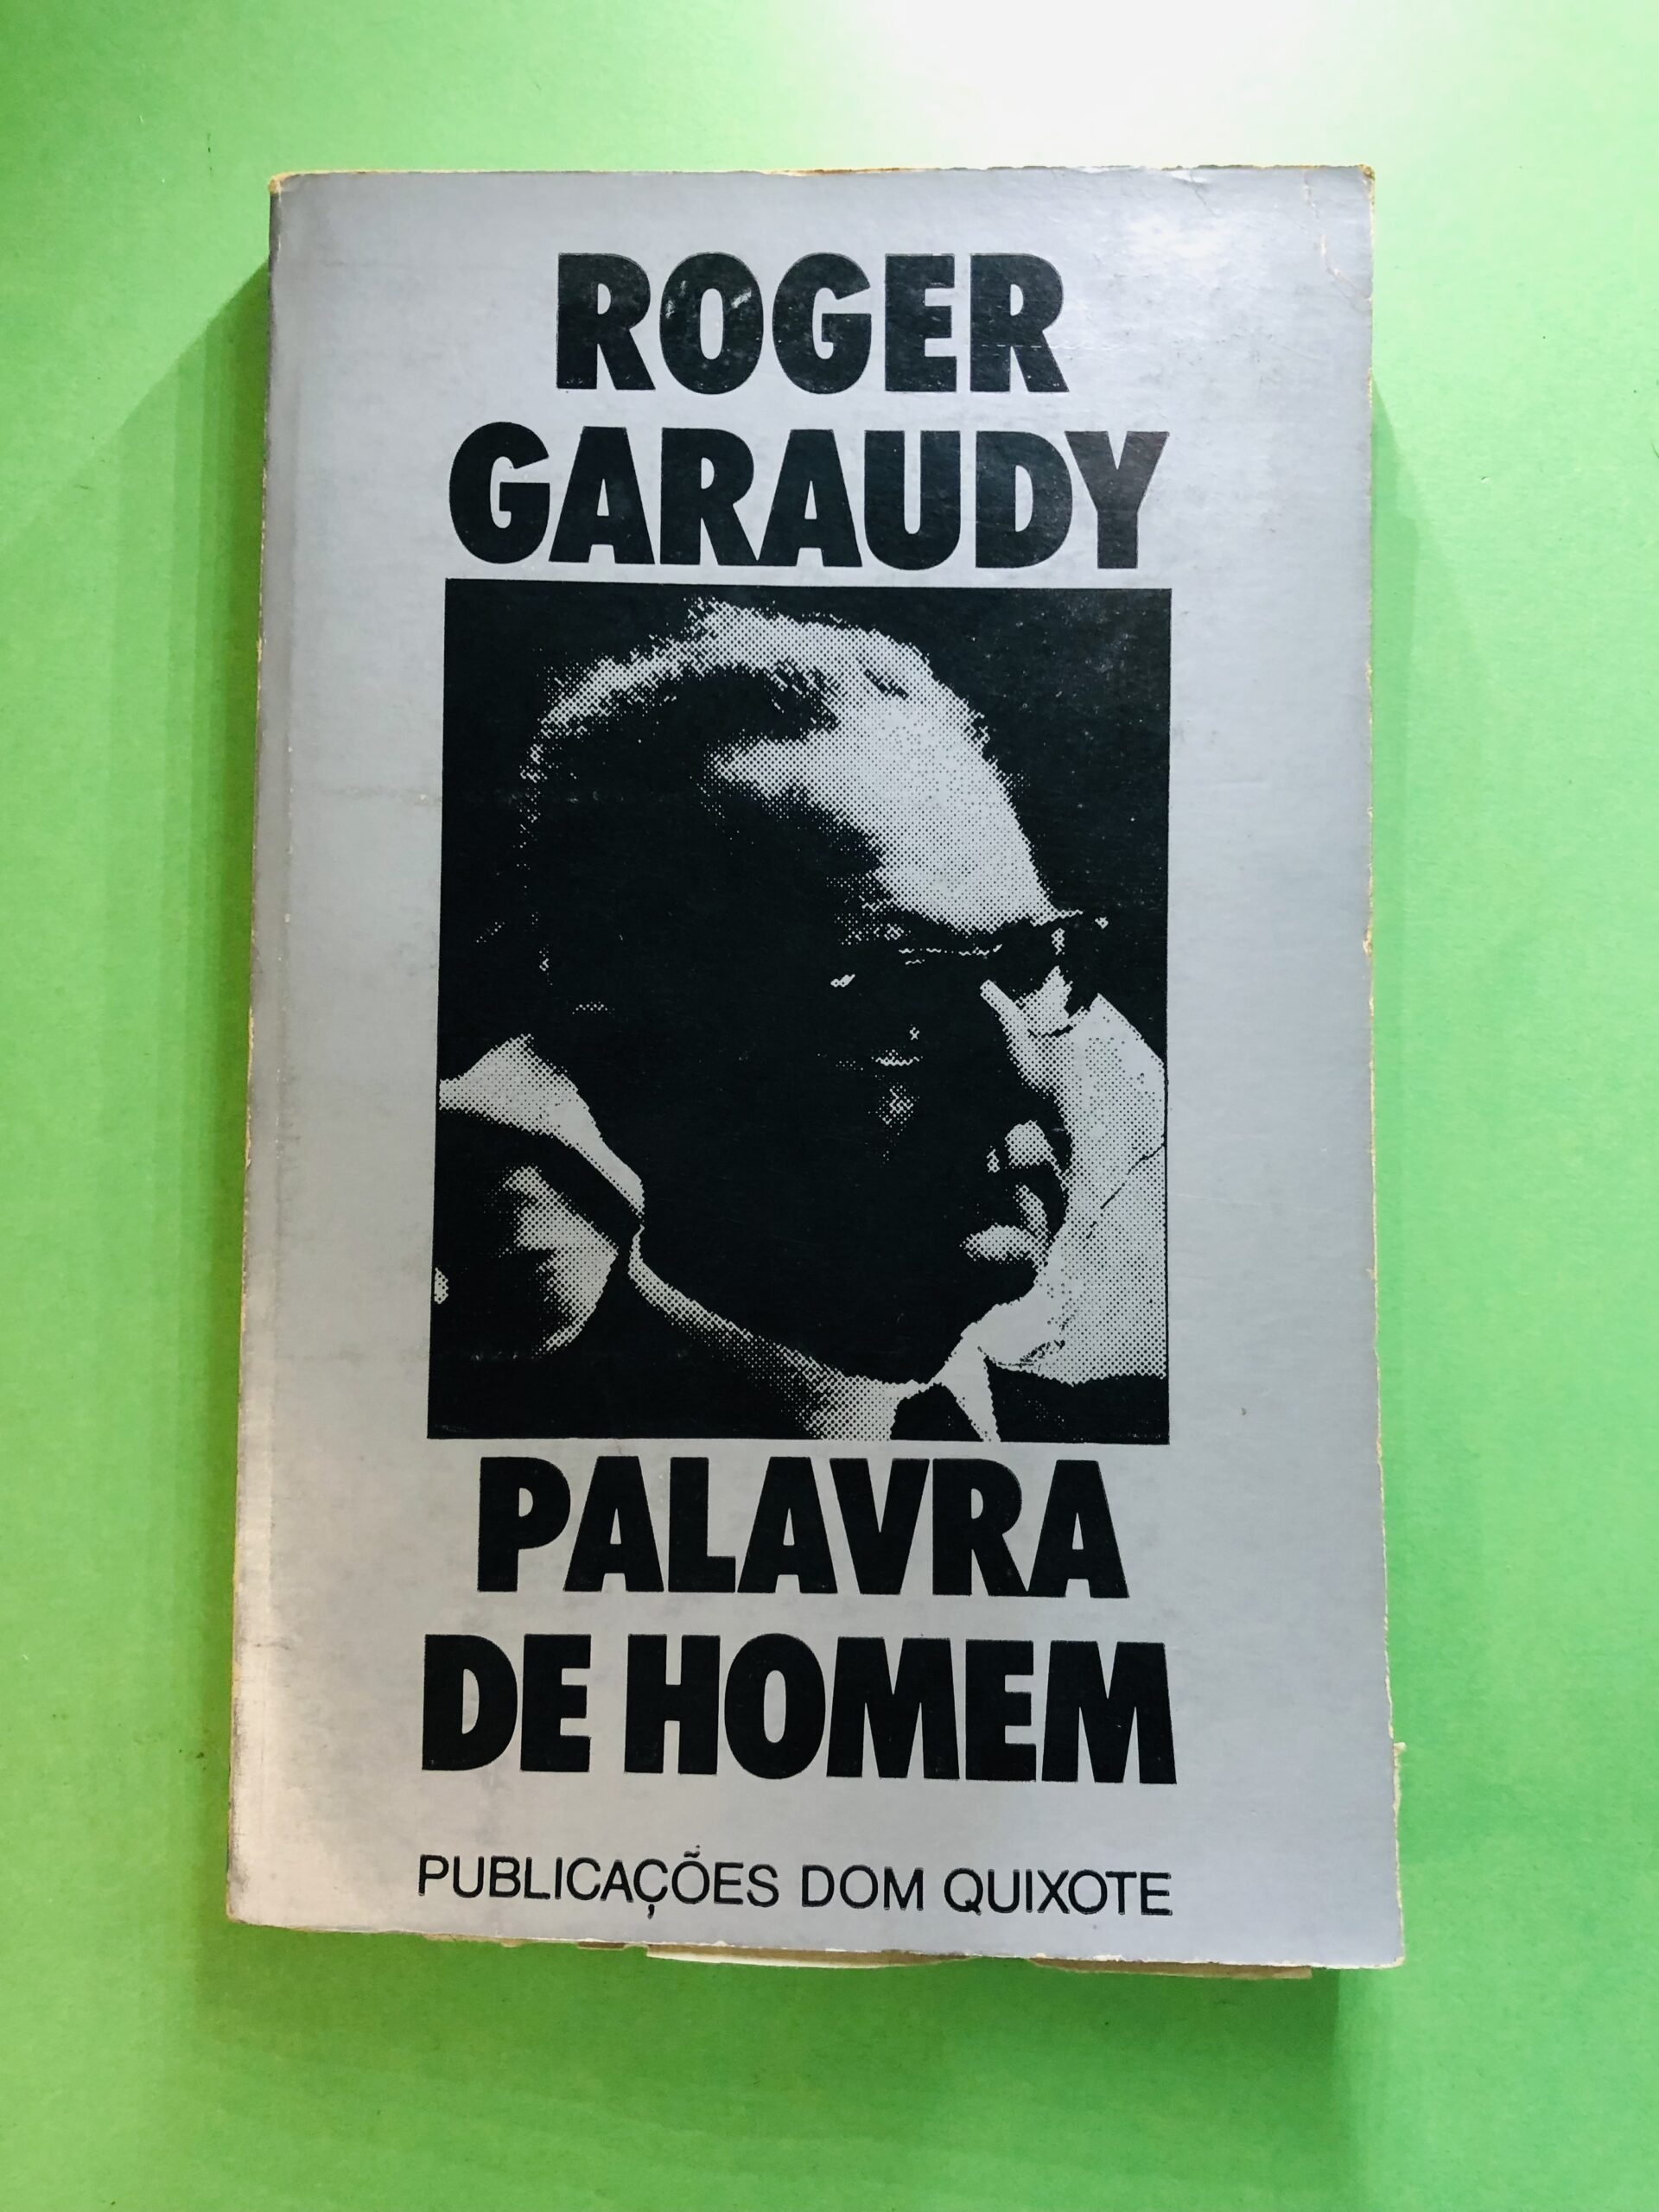 ROGER
GARAUDY
PALAVRA
DE HOMEM
PUBLICAÇÕES DOM QUIXOTE